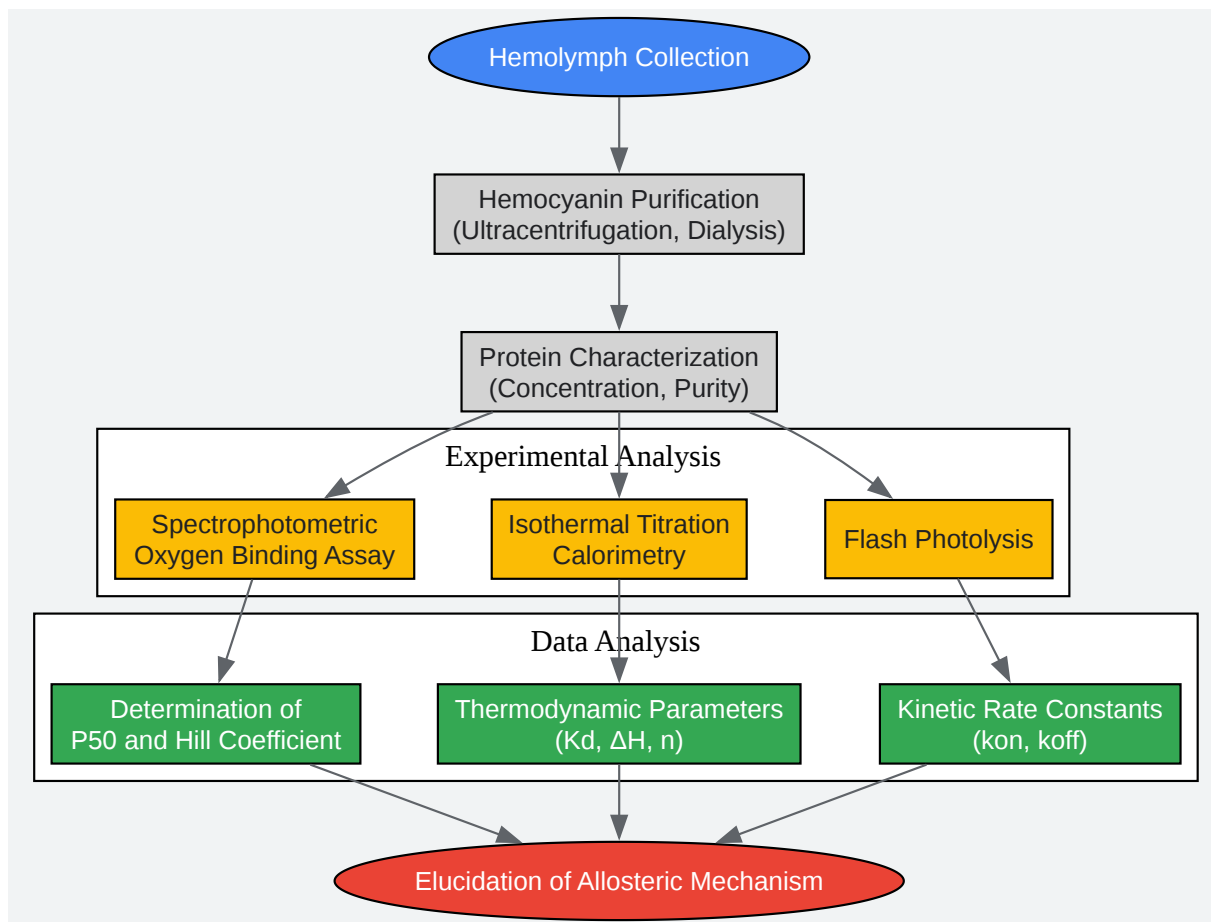 Hemolymph Collection
Hemocyanin Purification
(Ultracentrifugation, Dialysis)
Protein Characterization
(Concentration, Purity)
Experimental Analysis
Spectrophotometric
Oxygen Binding Assay
Isothermal Titration
Calorimetry
Flash Photolysis
Data Analysis
Determination of
P50 and Hill Coefficient
Thermodynamic Parameters
(Kd, ΔH, n)
Kinetic Rate Constants
(kon, koff)
Elucidation of Allosteric Mechanism